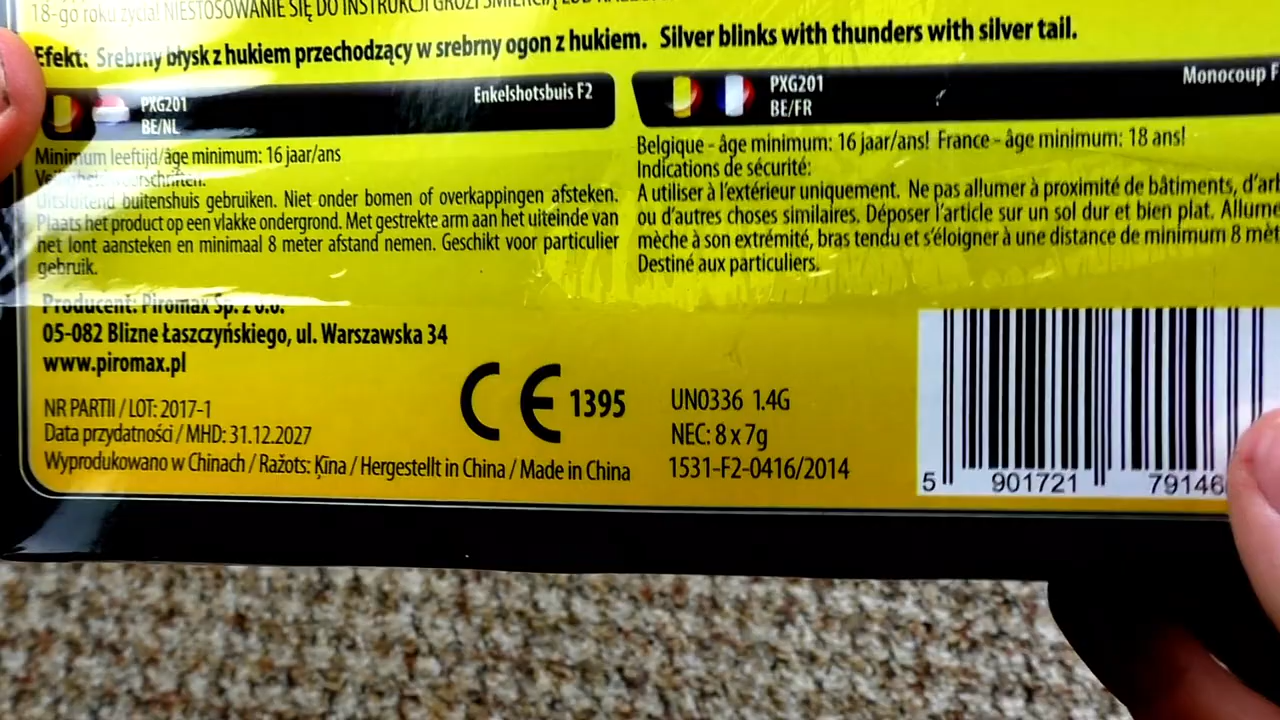 18-go roku życia! NIESTOSOWANIE SIĘ DO INSTRUKCJI GROZI ŚMIERCIĄ LUB
Efekt: Srebrny błysk z hukiem przechodzący w srebrny ogon z hukiem. Silver blinks with thunders with silver tail.
PXG201
BE/NL
Enkelshotsbuis F2
Minimum leeftijd/âge minimum: 16 jaar/ans
Uitsluitend buitenshuis gebruiken. Niet onder bomen of overkappingen afsteken.
Plaats het product op een vlakke ondergrond. Met gestrekte arm aan het uiteinde van
het lont aansteken en minimaal 8 meter afstand nemen. Geschikt voor particulier
gebruik.
PXG201
BE/FR
Monocoup F
Belgique - âge minimum: 16 jaar/ans! France - âge minimum: 18 ans!
Indications de sécurité:
A utiliser à l'extérieur uniquement. Ne pas allumer à proximité de bâtiments,
ou d'autres choses similaires. Déposer l'article sur un sol dur et bien plat.
mèche à son extrémité, bras tendu et s'éloigner à une distance de minimum 8
Destiné aux particuliers.
Producent: Piromax Sp. z o.o.
05-082 Blizne Łaszczyńskiego, ul. Warszawska 34
www.piromax.pl
NR PARTII / LOT: 2017-1
Data przydatności / MHD: 31.12.2027
Wyprodukowano w Chinach / Ražots: Ķīna / Hergestellt in China / Made in China
CE 1395
UN0336 1.4G
NEC: 8 x 7g
1531-F2-0416/2014
5 901721 79146